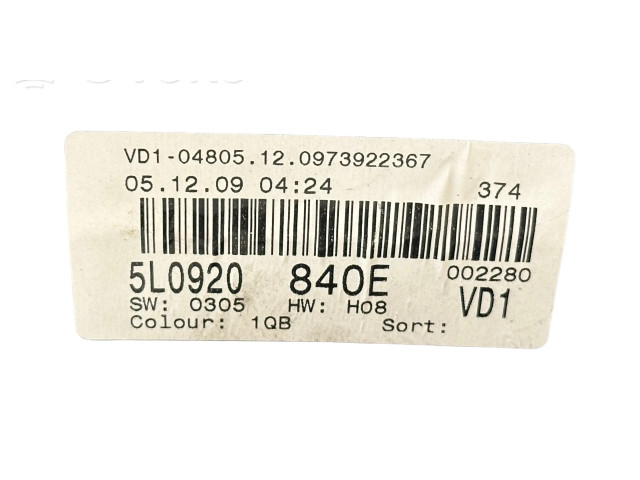 VD1-04805.12.0973922367
05.12.09 04:24 374
5L0920 840E 002280
SW: 0305 HW: H08 VD1
Colour: 1QB Sort: